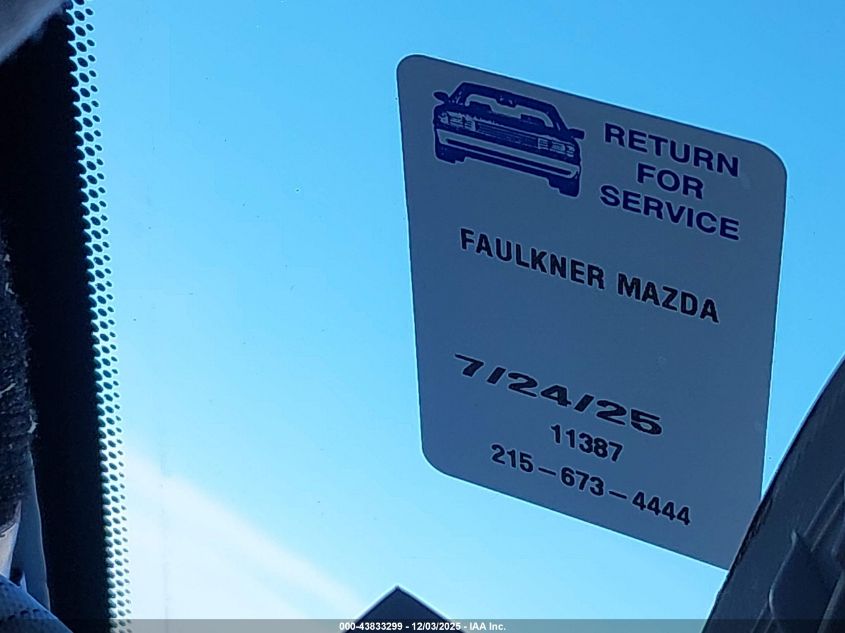 RETURN
FOR
SERVICE
FAULKNER MAZDA
7/24/25
11387
215-673-4444
000-43833299 - 12/03/2025 - IAA Inc.